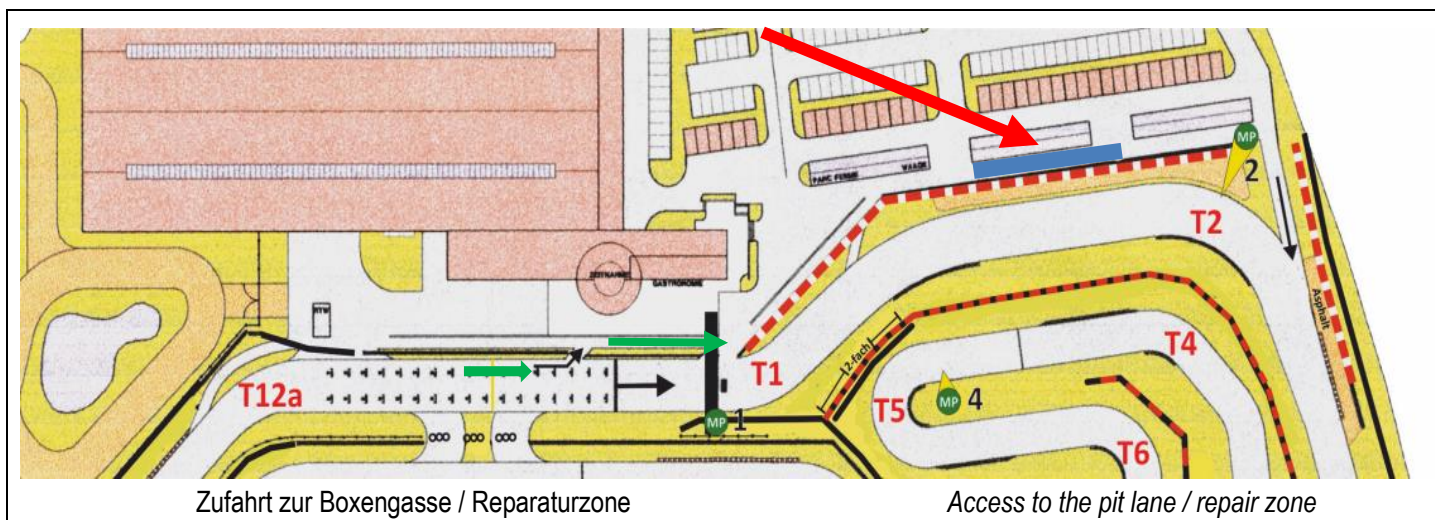 PARC FERME
WAAGE
MP
2
T2
ZEITNAHME
GASTRONOMIE
RTW
Asphalt
T1
2-fach
T4
T12a
T5
MP
4
MP
1
T6
Zufahrt zur Boxengasse / Reparaturzone
Access to the pit lane / repair zone